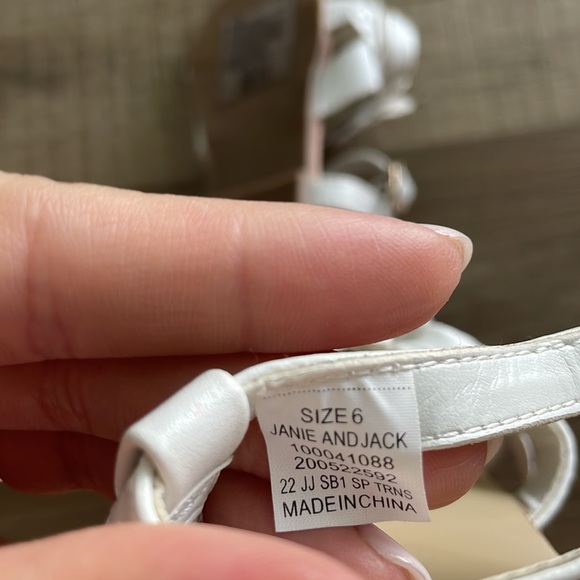 SIZE 6
JANIE AND JACK
100041088
200522592
22 JJ SB1 SP TRNS
MADE IN CHINA